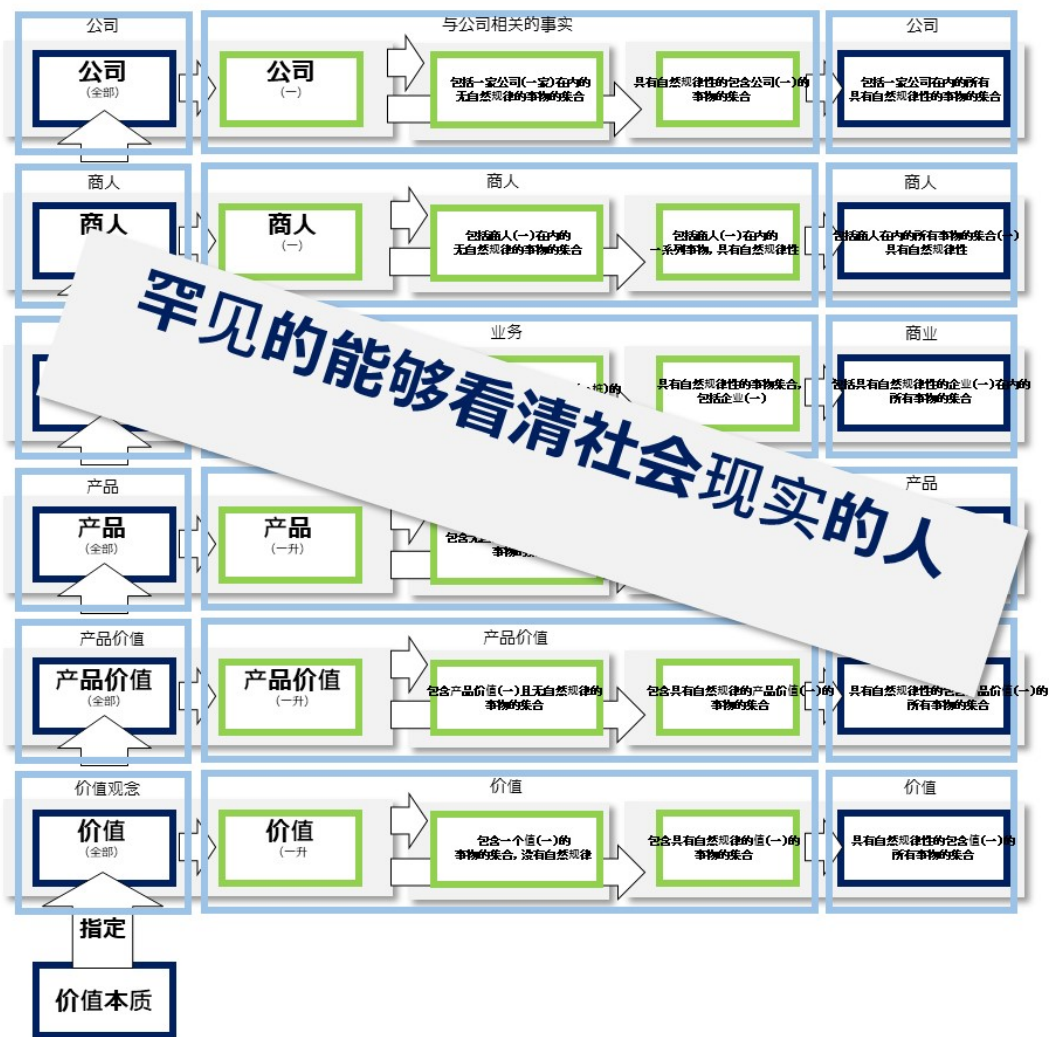 公司
与公司相关的事实
公司
公司
(全部)
公司
(一)
包括一家公司(一家)在内的
无自然规律的事物的集合
具有自然规律性的包含公司(一)的
事物的集合
包括一家公司在内的所有
具有自然规律性的事物的集合
商人
商人
商人
商人
商人
(一)
包括商人(一)在内的
无自然规律的事物的集合
包括商人(一)在内的
一系列事物, 具有自然规律性
包括商人在内的所有事物的集合(一)
具有自然规律性
罕见的能够看清社会现实的人
业务
商业
具有自然规律性的事物集合,
包括企业(一)
包括具有自然规律性的企业(一)在内的
所有事物的集合
产品
产品
产品
(全部)
产品
(一升)
产品价值
产品价值
产品价值
(全部)
产品价值
(一升)
包含产品价值(一)且无自然规律的
事物的集合
包含具有自然规律的产品价值(一)的
事物的集合
具有自然规律性的包含产品价值(一)的
所有事物的集合
价值观念
价值
价值
价值
(全部)
价值
(一升
包含一个值(一)的
事物的集合, 没有自然规律
包含具有自然规律的值(一)的
事物的集合
具有自然规律性的包含值(一)的
所有事物的集合
指定
价值本质